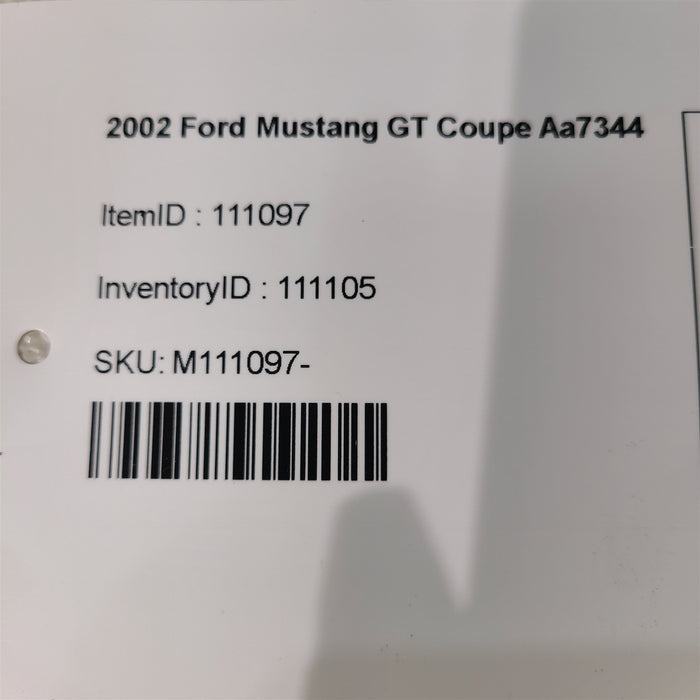 2002 Ford Mustang GT Coupe Aa7344
ItemID : 111097
InventoryID : 111105
SKU: M111097-